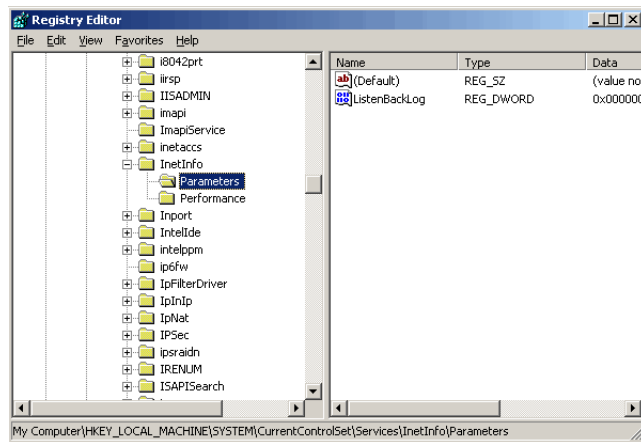 Registry Editor
File Edit View Favorites Help
i8042prt
iirsp
IISADMIN
imapi
ImapiService
inetaccs
InetInfo
Parameters
Performance
Inport
IntelIde
intelppm
ip6fw
IpFilterDriver
IpInIp
IpNat
IPSec
ipsraidn
IRENUM
ISAPISearch
Name Type Data
ab (Default) REG_SZ (value no
ListenBackLog REG_DWORD 0x000000
My Computer\HKEY_LOCAL_MACHINE\SYSTEM\CurrentControlSet\Services\InetInfo\Parameters